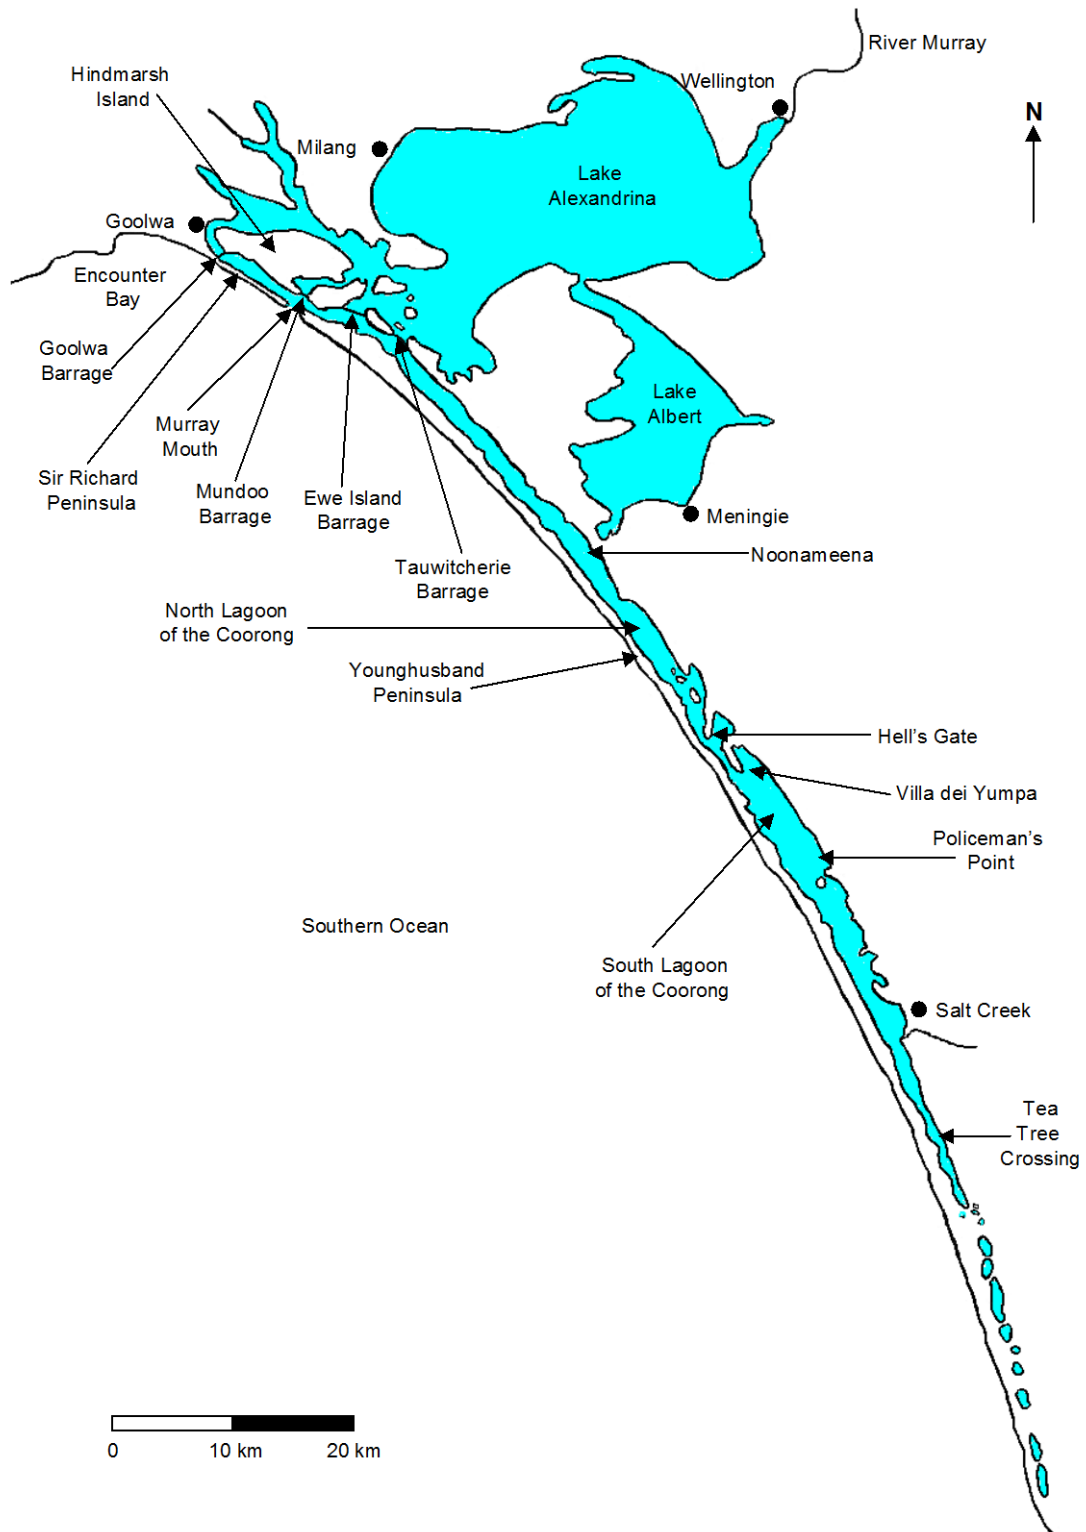 River Murray
Hindmarsh
Island
Wellington
N
Milang
Lake
Alexandrina
Goolwa
Encounter
Bay
Goolwa
Barrage
Lake
Albert
Murray
Mouth
Sir Richard
Peninsula
Mundoo
Barrage
Ewe Island
Barrage
Meningie
Tauwitcherie
Barrage
Noonameena
North Lagoon
of the Coorong
Younghusband
Peninsula
Hell's Gate
Villa dei Yumpa
Policeman's
Point
Southern Ocean
South Lagoon
of the Coorong
Salt Creek
Tea
Tree
Crossing
0 10 km 20 km